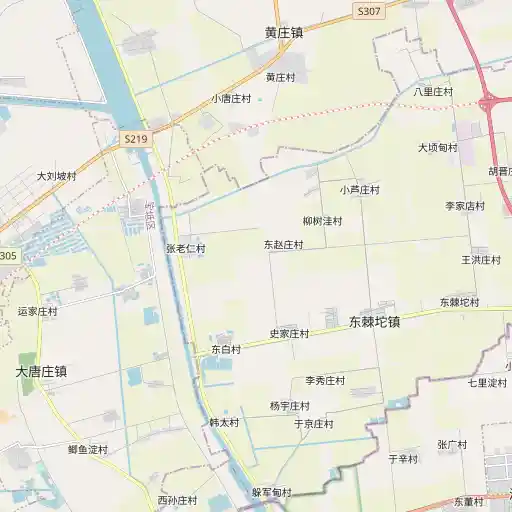 S307
黄庄镇
黄庄村
八里庄村
小唐庄村
S219
大顷甸村
大刘坡村
胡晋庄
小芦庄村
李家店村
宝坻区
柳树洼村
张老仁村
东赵庄村
305
王洪庄村
东棘坨村
运家庄村
东棘坨镇
史家庄村
东白村
大唐庄镇
李秀庄村
七里淀村
杨宇庄村
韩太村
于京庄村
鲫鱼淀村
张广村
于辛村
躲军甸村
西孙庄村
东董村